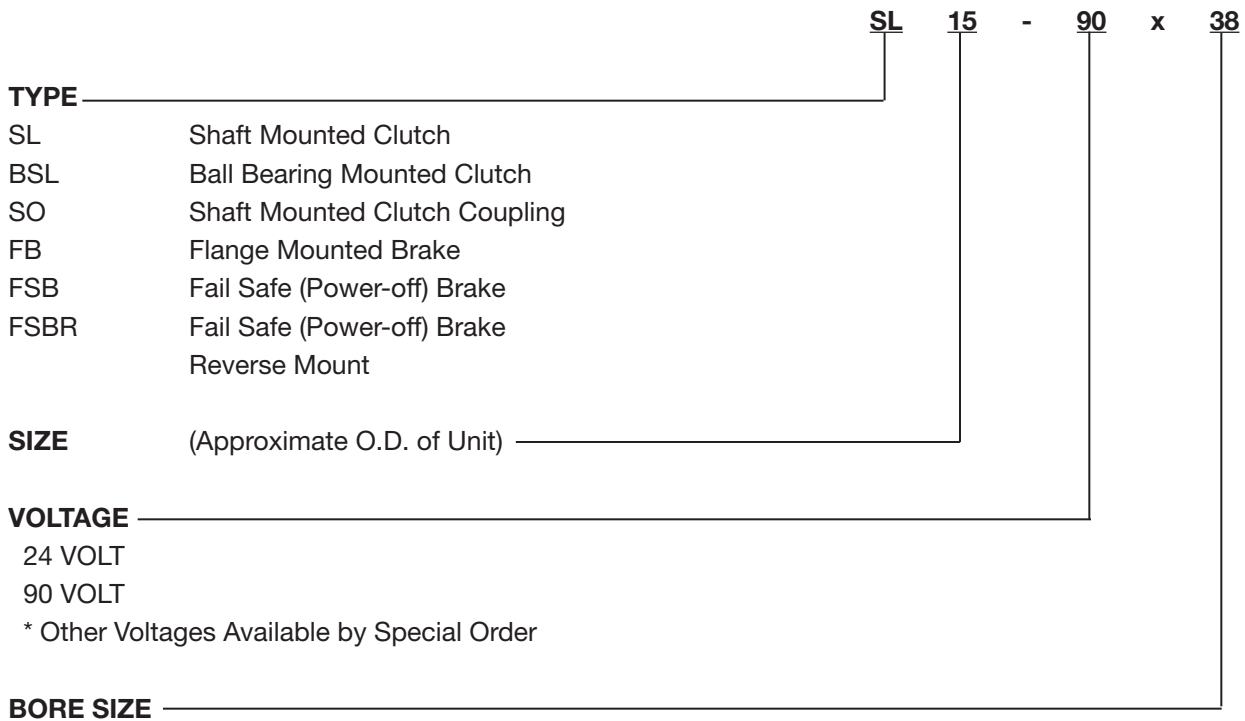 SL 15 - 90 x 38
TYPE
SL Shaft Mounted Clutch
BSL Ball Bearing Mounted Clutch
SO Shaft Mounted Clutch Coupling
FB Flange Mounted Brake
FSB Fail Safe (Power-off) Brake
FSBR Fail Safe (Power-off) Brake
Reverse Mount
SIZE (Approximate O.D. of Unit)
VOLTAGE
24 VOLT
90 VOLT
* Other Voltages Available by Special Order
BORE SIZE